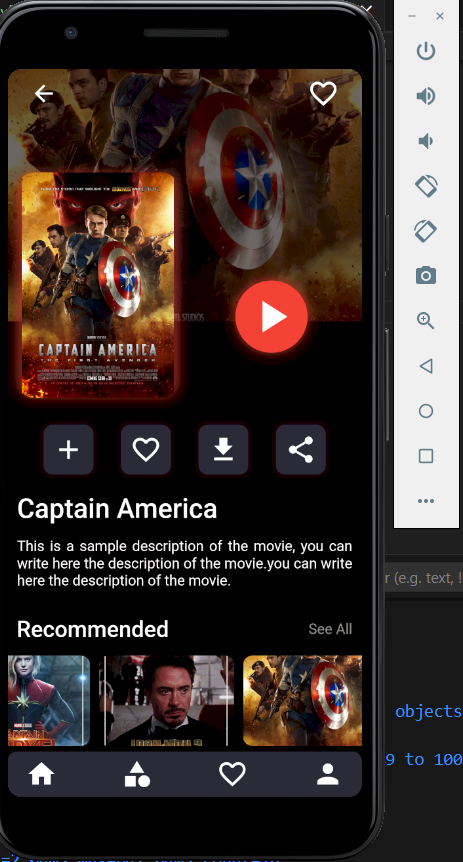 EL STUDIOS
CAPTAIN AMERICA
THE FIRST AVENGER
Captain America
This is a sample description of the movie, you can
write here the description of the movie.you can write
here the description of the movie.
Recommended
See All
r (e.g. text, !
objects
9 to 100